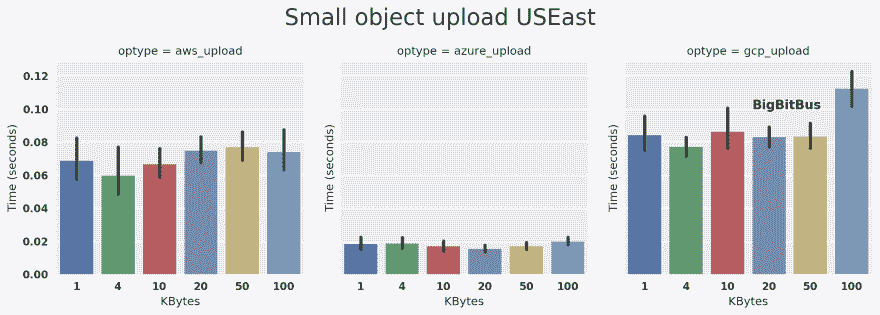 Small object upload USEast
optype = aws_upload
optype = azure_upload
optype = gcp_upload
Time (seconds)
0.12
0.10
0.08
0.06
0.04
0.02
0.00
1 4 10 20 50 100
KBytes
Time (seconds)
1 4 10 20 50 100
KBytes
Time (seconds)
BigBitBus
1 4 10 20 50 100
KBytes